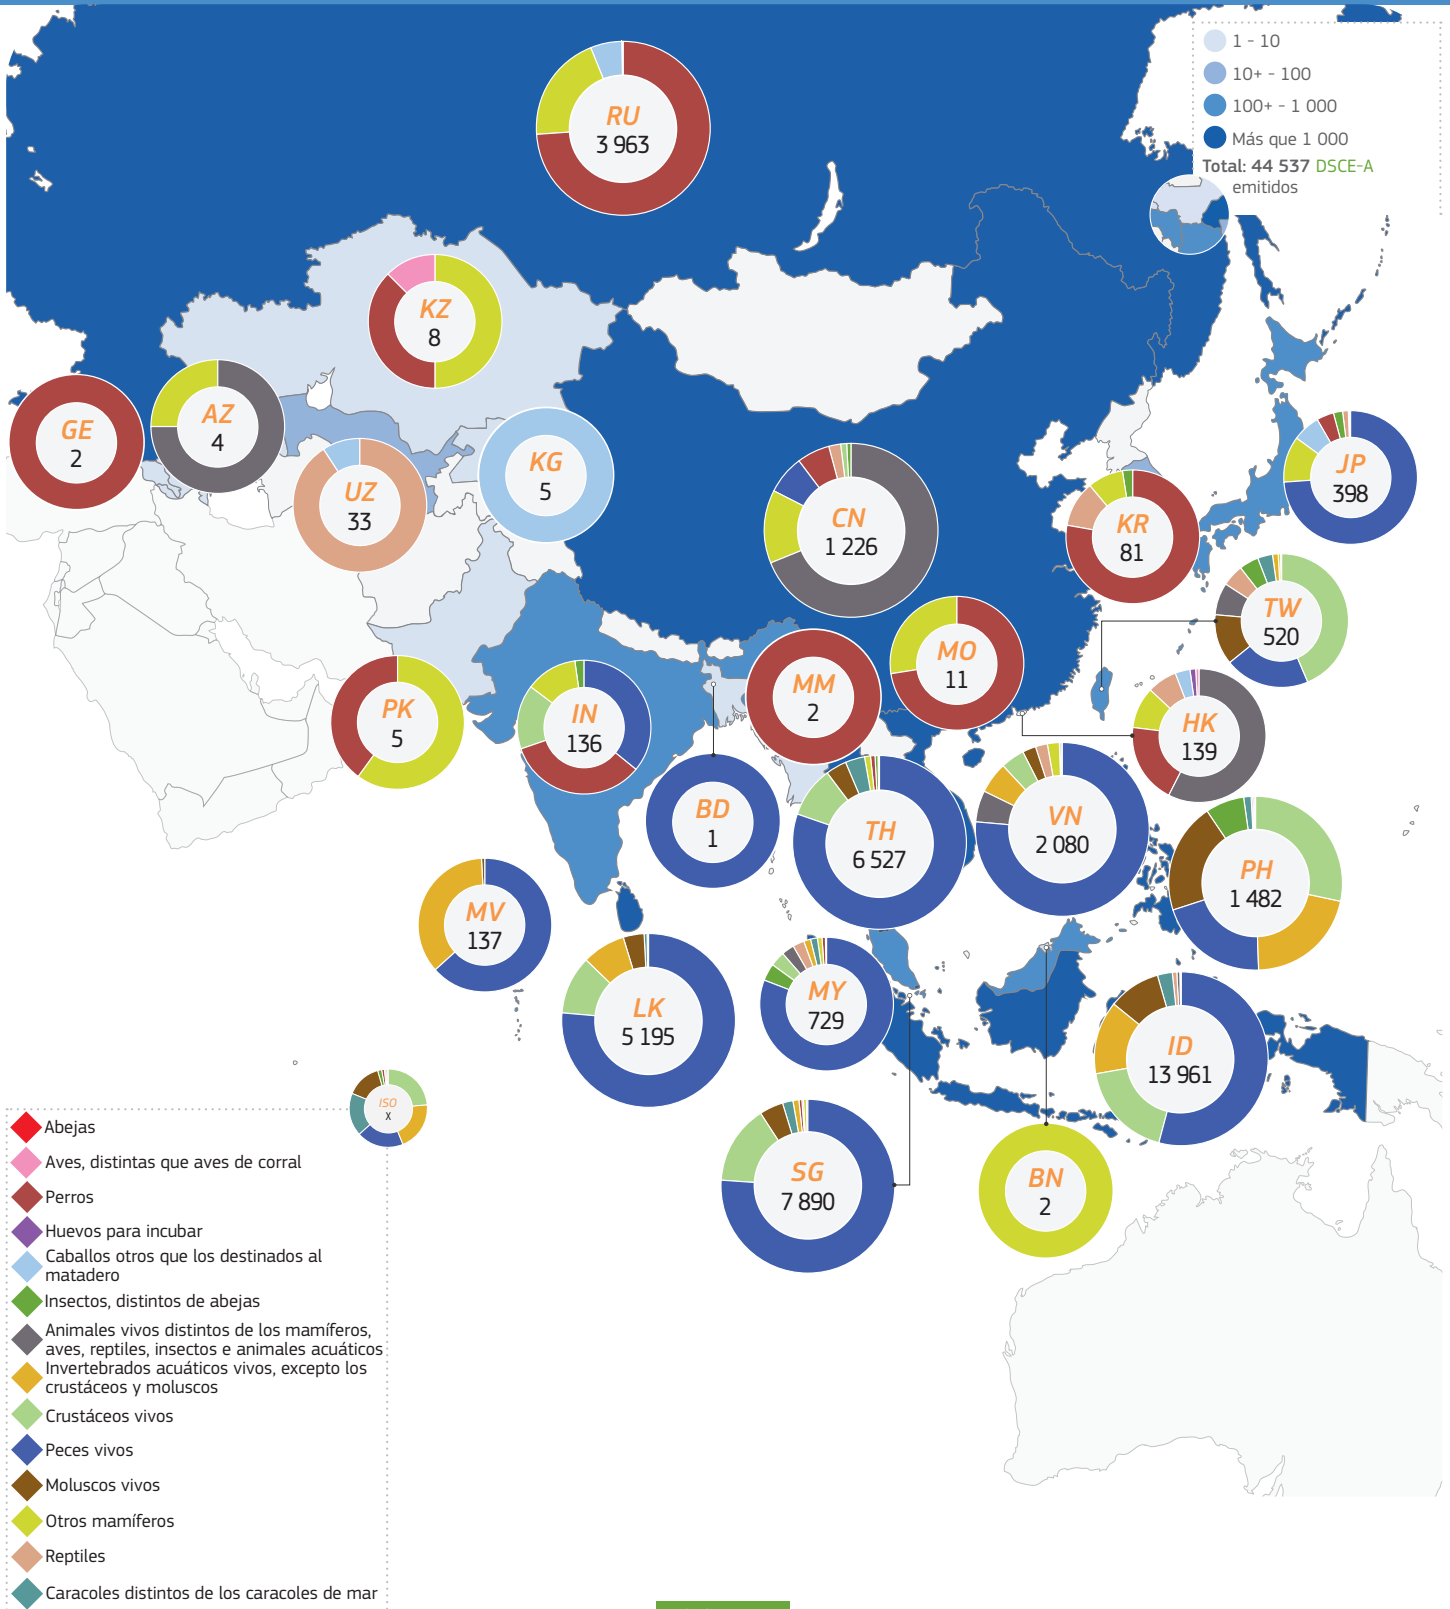 1 - 10
10+ - 100
100+ - 1 000
Más que 1 000
Total: 44 537 DSCE-A
emitidos
RU
3 963
KZ
8
GE
2
AZ
4
UZ
33
KG
5
CN
1 226
KR
81
JP
398
TW
520
MO
11
MM
2
HK
139
PK
5
IN
136
BD
1
TH
6 527
VN
2 080
PH
1 482
MV
137
LK
5 195
MY
729
ID
13 961
SG
7 890
BN
2
ISO
X
Abejas
Aves, distintas que aves de corral
Perros
Huevos para incubar
Caballos otros que los destinados al
matadero
Insectos, distintos de abejas
Animales vivos distintos de los mamíferos,
aves, reptiles, insectos e animales acuáticos
Invertebrados acuáticos vivos, excepto los
crustáceos y moluscos
Crustáceos vivos
Peces vivos
Moluscos vivos
Otros mamíferos
Reptiles
Caracoles distintos de los caracoles de mar